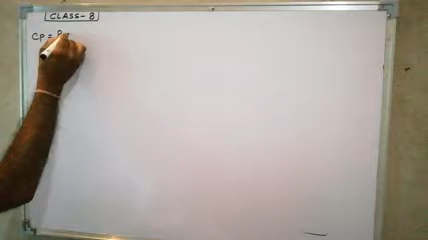 CLASS-8
CP =